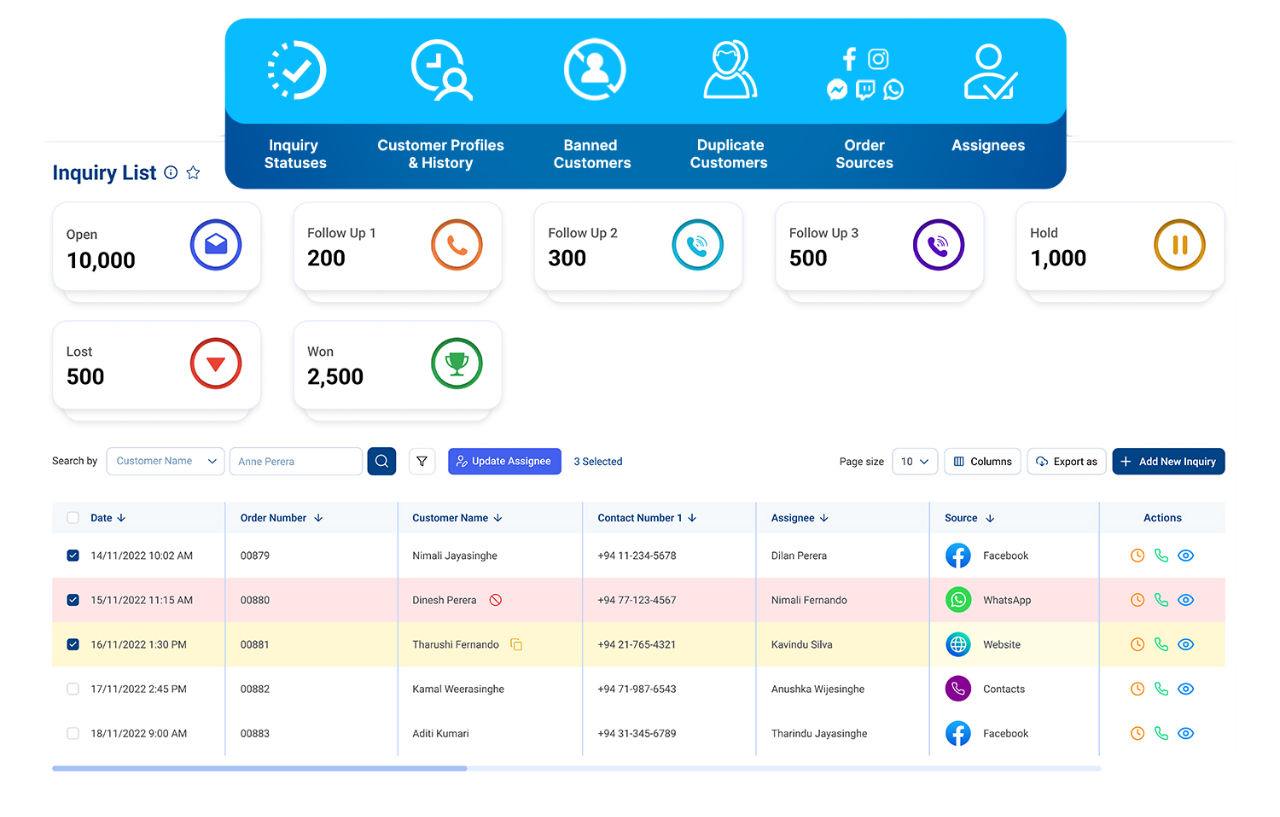 Inquiry Statuses
Customer Profiles & History
Banned Customers
Duplicate Customers
Order Sources
Assignees
Inquiry List
Open
10,000
Follow Up 1
200
Follow Up 2
300
Follow Up 3
500
Hold
1,000
Lost
500
Won
2,500
Search by Customer Name Anne Perera Update Assignee 3 Selected Page size 10 Columns Export as + Add New Inquiry
Date Order Number Customer Name Contact Number 1 Assignee Source Actions
14/11/2022 10:02 AM 00879 Nimali Jayasinghe +94 11-234-5678 Dilan Perera Facebook
15/11/2022 11:15 AM 00880 Dinesh Perera +94 77-123-4567 Nimali Fernando WhatsApp
16/11/2022 1:30 PM 00881 Tharushi Fernando +94 21-765-4321 Kavindu Silva Website
17/11/2022 2:45 PM 00882 Kamal Weerasinghe +94 71-987-6543 Anushka Wijesinghe Contacts
18/11/2022 9:00 AM 00883 Aditi Kumari +94 31-345-6789 Tharindu Jayasinghe Facebook